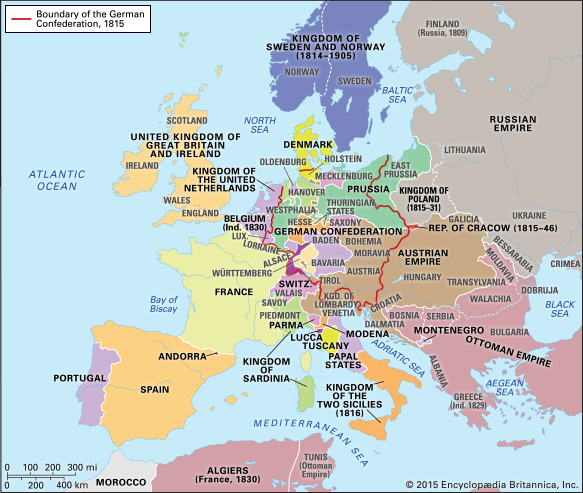 Boundary of the German
Confederation, 1815
KINGDOM OF
SWEDEN AND NORWAY
(1814–1905)
NORWAY
SWEDEN
FINLAND
(Russia, 1809)
BALTIC
SEA
NORTH
SEA
RUSSIAN
EMPIRE
SCOTLAND
UNITED KINGDOM OF
GREAT BRITAIN
AND IRELAND
IRELAND
WALES
ENGLAND
ATLANTIC
OCEAN
DENMARK
HOLSTEIN
OLDENBURG
MECKLENBURG
LITHUANIA
EAST
PRUSSIA
PRUSSIA
KINGDOM OF
THE UNITED
NETHERLANDS
HANOVER
KINGDOM OF
POLAND
(1815–31)
WESTPHALIA
THURINGIAN
STATES
BELGIUM
(Ind. 1830)
HESSE
SAXONY
GERMAN CONFEDERATION
GALICIA
REP. OF CRACOW (1815–46)
UKRAINE
LUX.
LORRAINE
BADEN
BOHEMIA
MORAVIA
AUSTRIAN
EMPIRE
BESSARABIA
MOLDAVIA
CRIMEA
ALSACE
BAVARIA
WÜRTTEMBERG
AUSTRIA
HUNGARY
TRANSYLVANIA
DOBRUJA
FRANCE
SWITZ.
TIROL
VALAIS
SAVOY
KGD. OF
LOMBARDY
VENETIA
CROATIA
WALACHIA
BLACK
SEA
Bay of
Biscay
PIEDMONT
PARMA
DALMATIA
BOSNIA
SERBIA
MONTENEGRO
BULGARIA
LUCCA
MODENA
TUSCANY
OTTOMAN EMPIRE
ANDORRA
KINGDOM
OF
SARDINIA
PAPAL
STATES
ADRIATIC
SEA
ALBANIA
PORTUGAL
SPAIN
KINGDOM
OF THE
TWO SICILIES
(1816)
AEGEAN
SEA
GREECE
(Ind. 1829)
MEDITERRANEAN SEA
0 100 200 300 mi
0 200 400 km
MOROCCO
ALGIERS
(France, 1830)
TUNIS
(Ottoman
Empire)
© 2015 Encyclopædia Britannica, Inc.